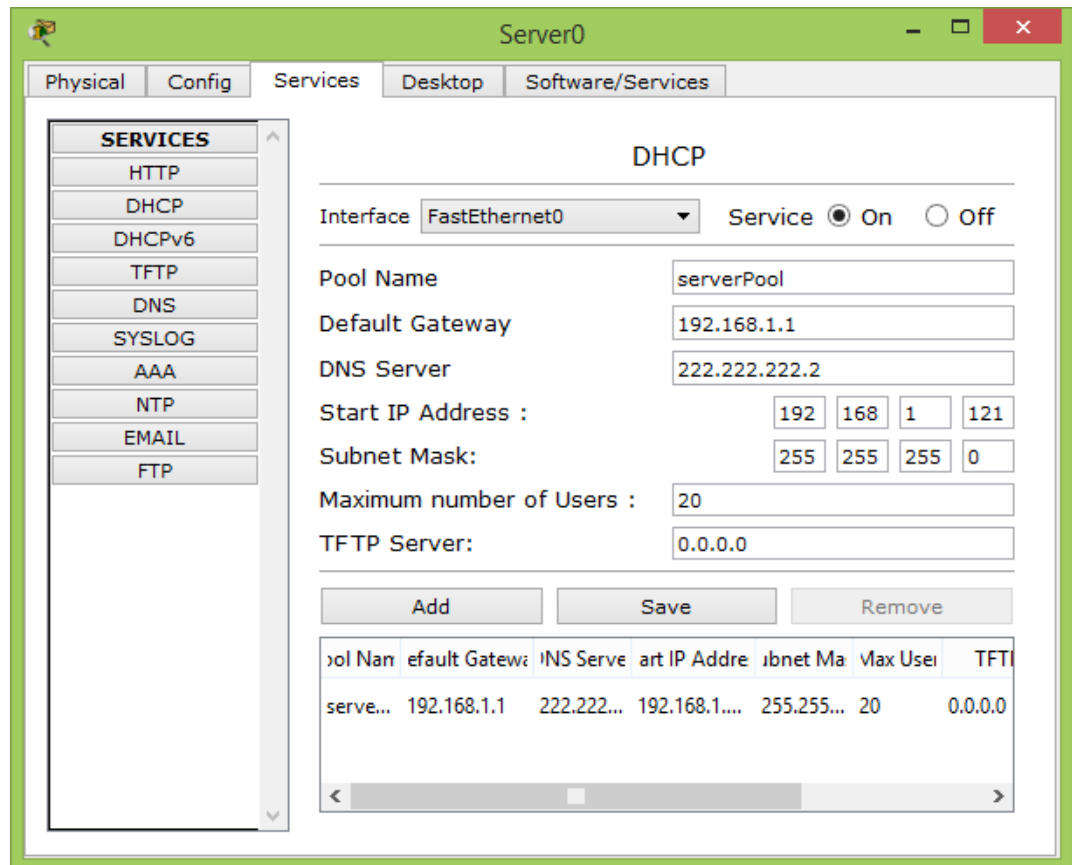 Server0
Physical Config Services Desktop Software/Services
SERVICES
HTTP
DHCP
DHCPv6
TFTP
DNS
SYSLOG
AAA
NTP
EMAIL
FTP
DHCP
Interface FastEthernet0 Service On Off
Pool Name serverPool
Default Gateway 192.168.1.1
DNS Server 222.222.222.2
Start IP Address : 192 168 1 121
Subnet Mask: 255 255 255 0
Maximum number of Users : 20
TFTP Server: 0.0.0.0
Add Save Remove
ool Nam efault Gatewa NS Serve art IP Addre bnet Ma Max User TFTI
serve... 192.168.1.1 222.222... 192.168.1.... 255.255... 20 0.0.0.0